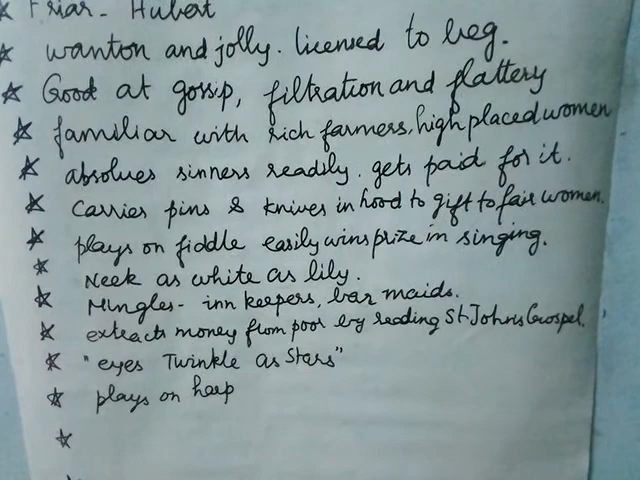 * Friar - Hubert
* wanton and jolly. licensed to beg.
* Good at gossip, filtration and flattery
* familiar with rich farmers, high placed women
* absolves sinners readily. gets paid for it.
* Carries pins & knives in hood to gift to fair women.
* plays on fiddle easily wins prize in singing.
* Neek as white as lily.
* Mingles - inn keepers, bar maids.
* extracts money from poor by reading St. John's Gospel.
* "eyes Twinkle as Stars"
* plays on harp
*